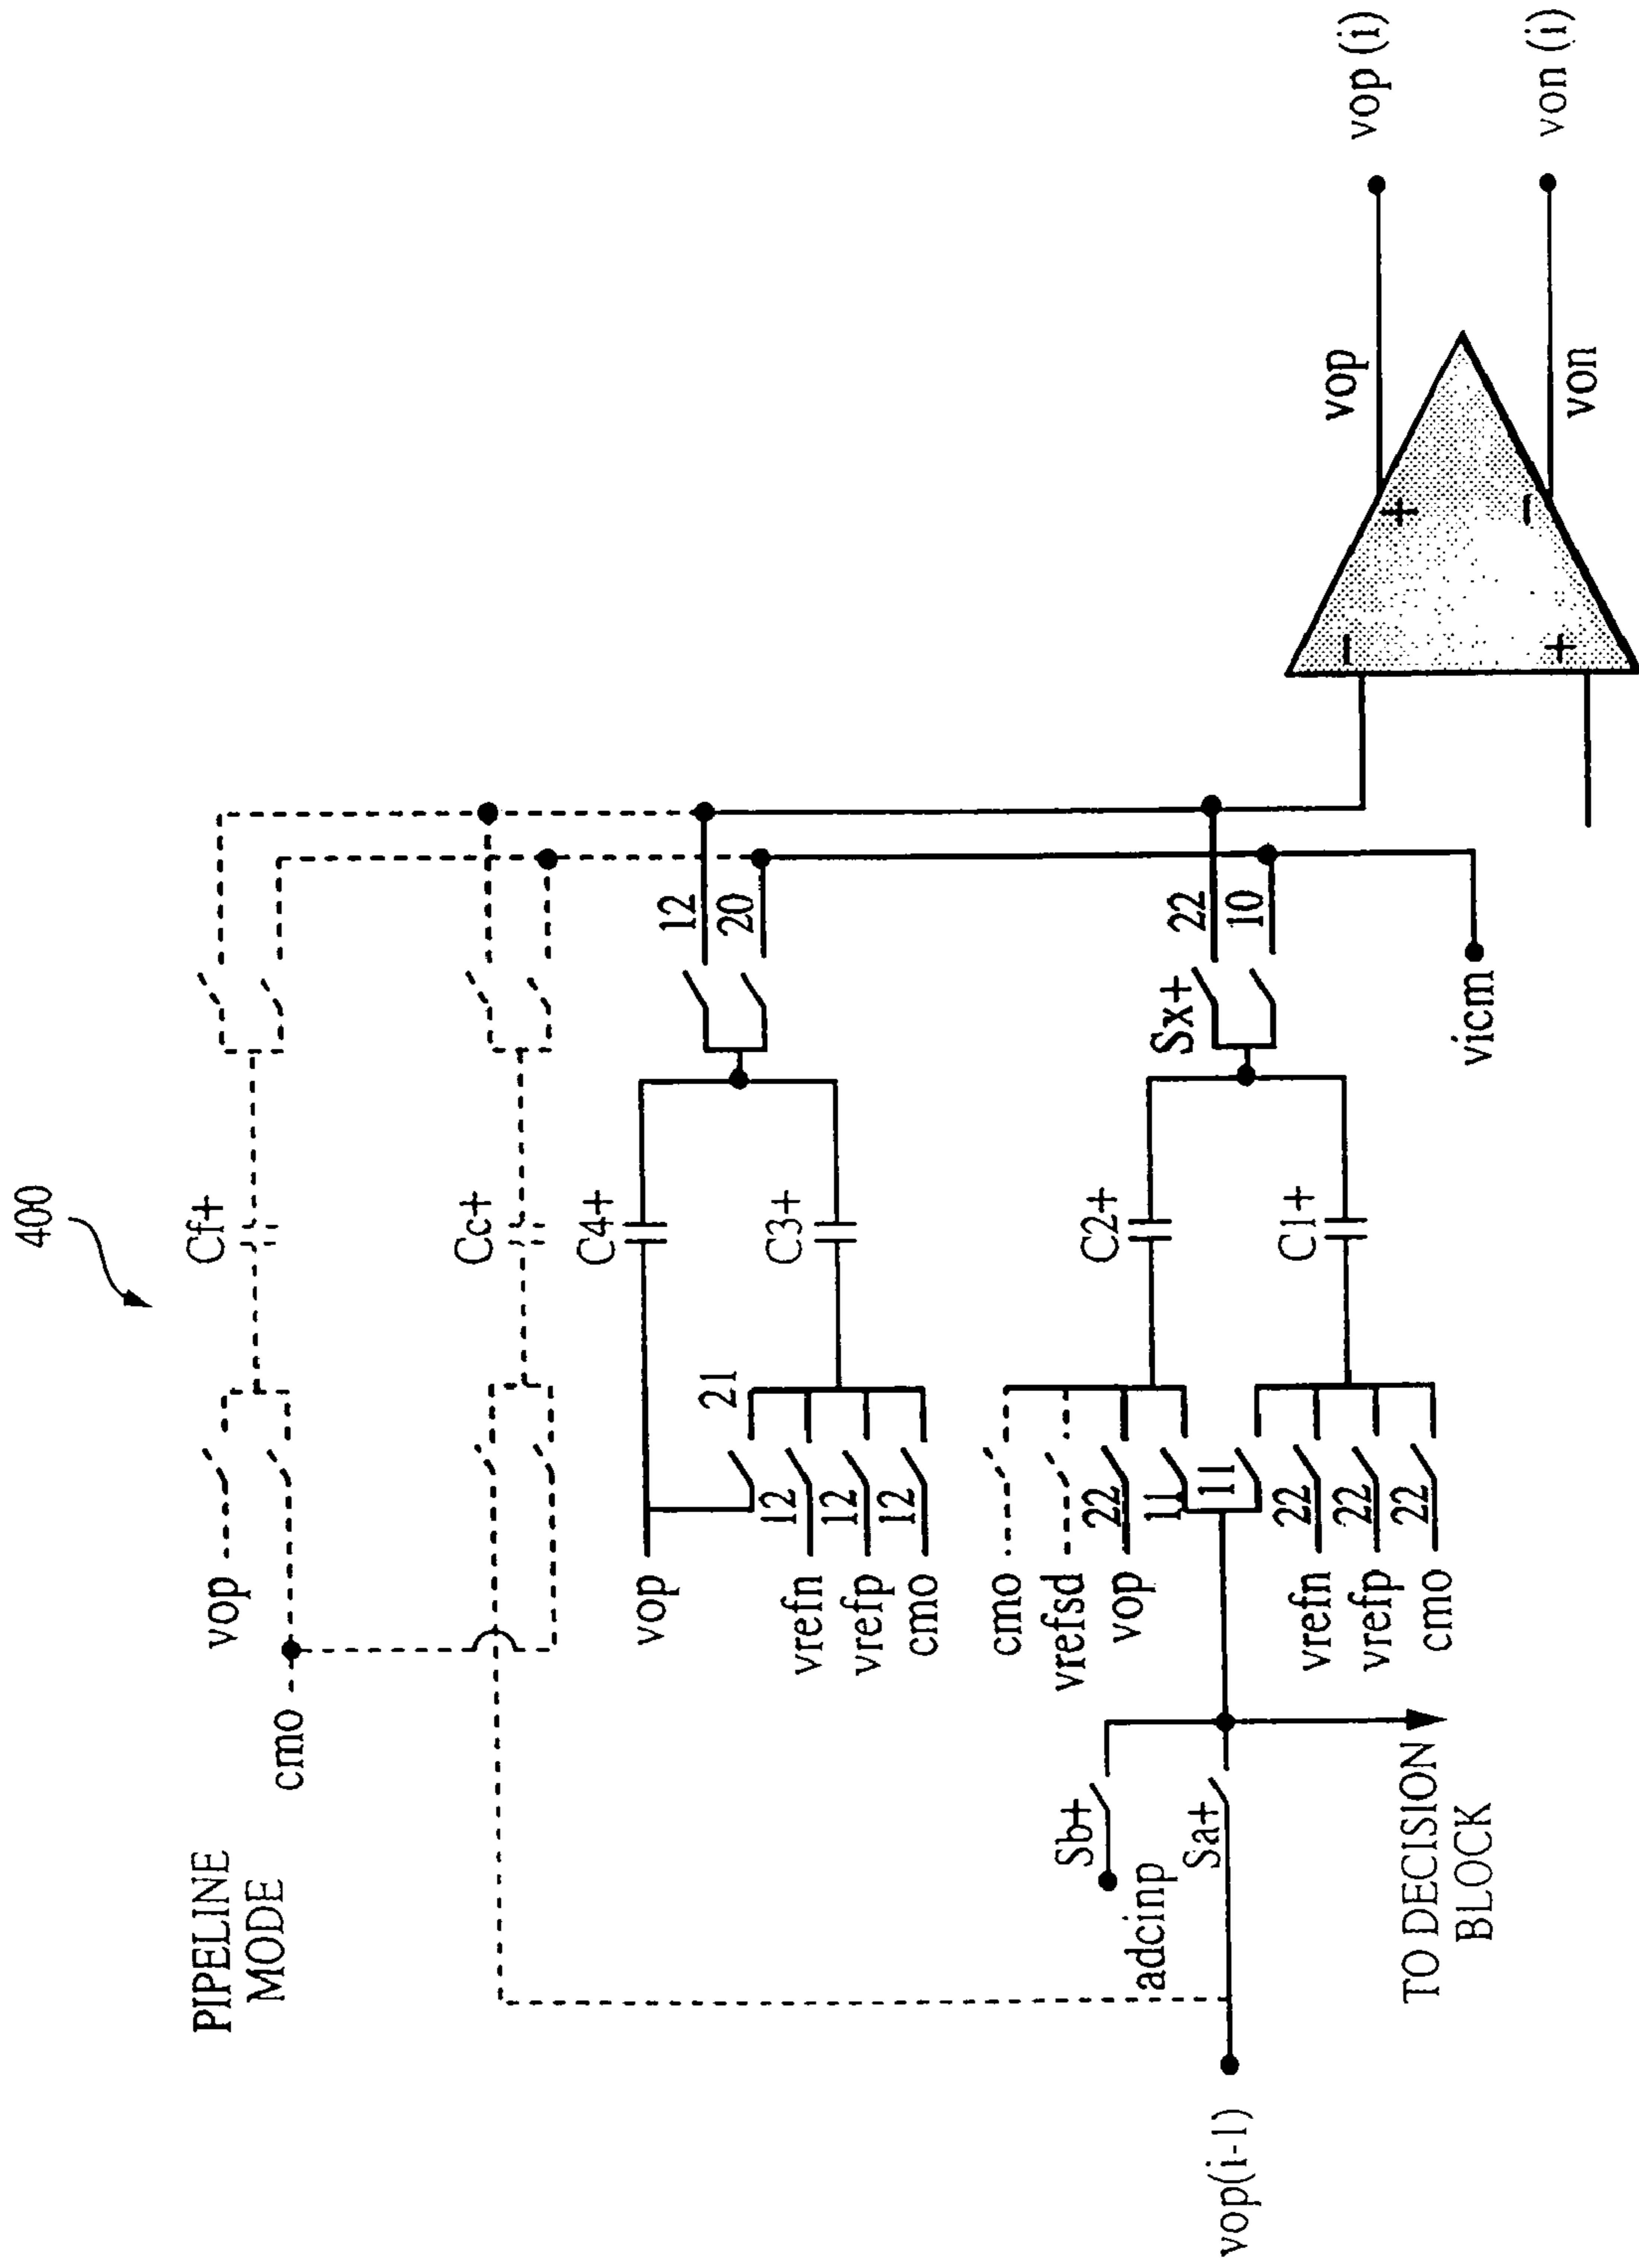 400
PIPELINE
MODE
vop
cmo
Cf+
Cc+
C4+
C3+
vop
21
12
vrefn
12
vrefp
12
cmo
12
20
cmo
vrefsd
vop
22
11
C2+
Sx+
22
10
11
C1+
vrefn
22
vrefp
22
cmo
22
vicm
Sb+
adcinp
Sa+
vop(i-1)
TO DECISION
BLOCK
vop
vop (i)
von
von (i)
+
−
−
+